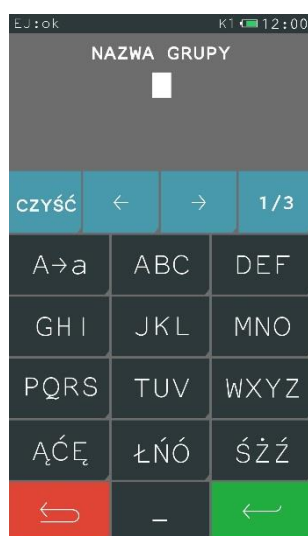 EJ:ok K1 12:00
NAZWA GRUPY
CZYŚĆ ← → 1/3
A→a ABC DEF
GHI JKL MNO
PQRS TUV WXYZ
ĄĆĘ ŁŃÓ ŚŻŹ
_